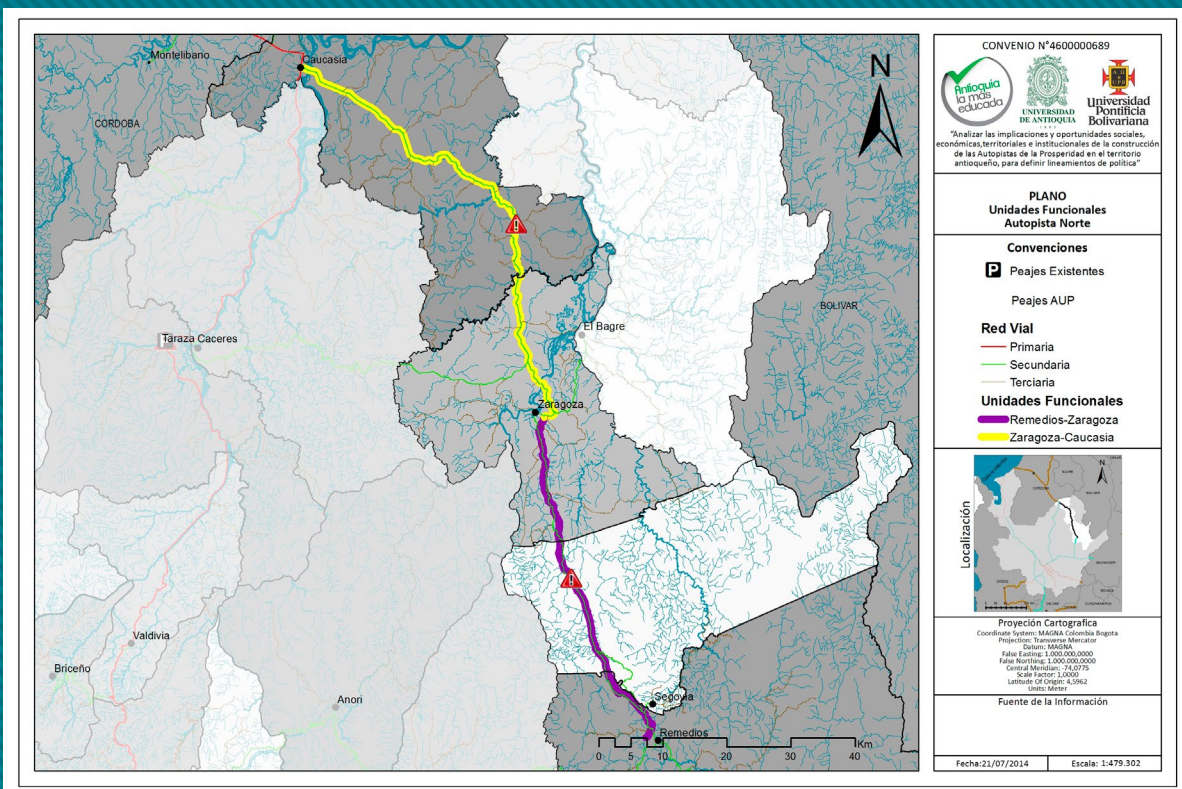 Montelibano
Caucasia
CORDOBA
N
BOLIVAR
El Bagre
Taraza Caceres
Zaragoza
Valdivia
Briceño
Anori
Segovia
Remedios
Km
0 5 10 20 30 40
CONVENIO N°4600000689
Antioquia
la más
educada
UNIVERSIDAD
DE ANTIOQUIA
1803
Universidad
Pontificia
Bolivariana
"Analizar las implicaciones y oportunidades sociales,
económicas,territoriales e institucionales de la construcción
de las Autopistas de la Prosperidad en el territorio
antioqueño, para definir lineamientos de política"
PLANO
Unidades Funcionales
Autopista Norte
Convenciones
P Peajes Existentes
Peajes AUP
Red Vial
Primaria
Secundaria
Terciaria
Unidades Funcionales
Remedios-Zaragoza
Zaragoza-Caucasia
Localización
N
Proyección Cartografica
Coordinate System: MAGNA Colombia Bogota
Projection: Transverse Mercator
Datum: MAGNA
False Easting: 1.000.000,0000
False Northing: 1.000.000,0000
Central Meridian: -74,0775
Scale Factor: 1,0000
Latitude Of Origin: 4,5962
Units: Meter
Fuente de la Información
Fecha:21/07/2014
Escala: 1:479.302